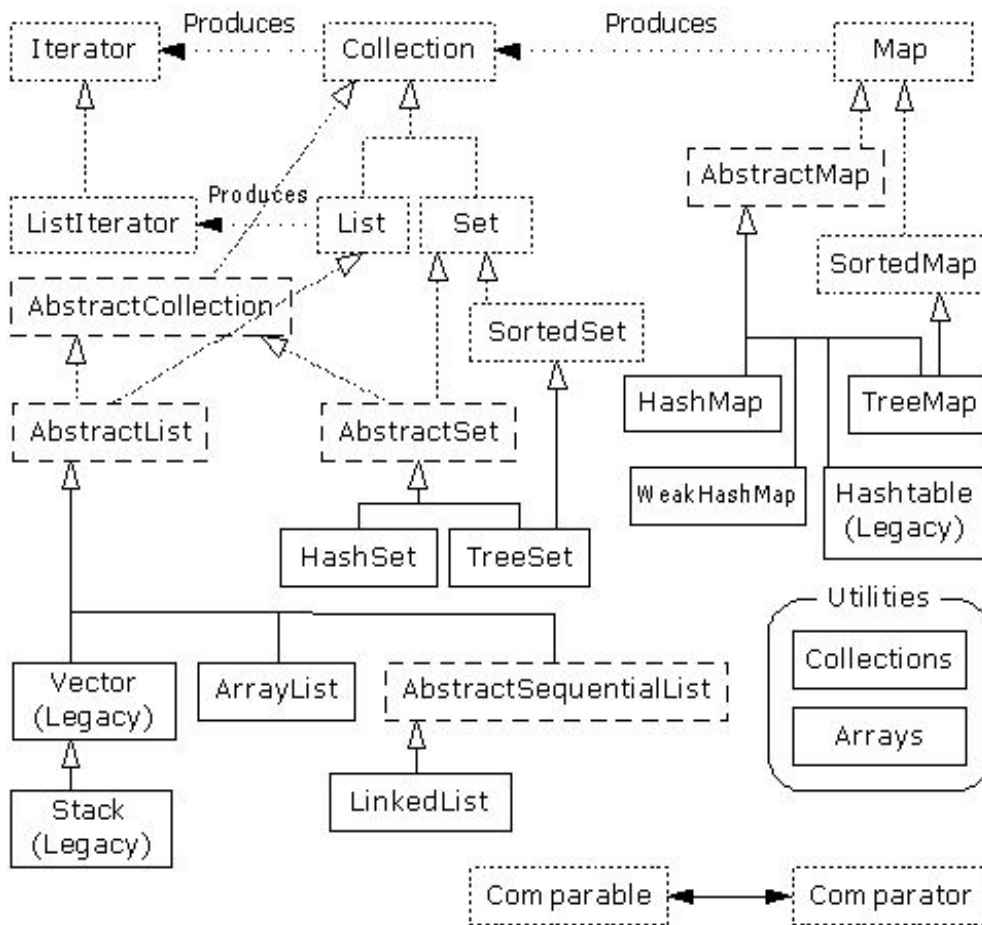 Produces
Produces
Iterator
Collection
Map
AbstractMap
Produces
ListIterator
List
Set
SortedMap
AbstractCollection
SortedSet
HashMap
TreeMap
AbstractList
AbstractSet
WeakHashMap
Hashtable
(Legacy)
HashSet
TreeSet
Utilities
Collections
Vector
(Legacy)
ArrayList
AbstractSequentialList
Arrays
Stack
(Legacy)
LinkedList
Comparable
Comparator